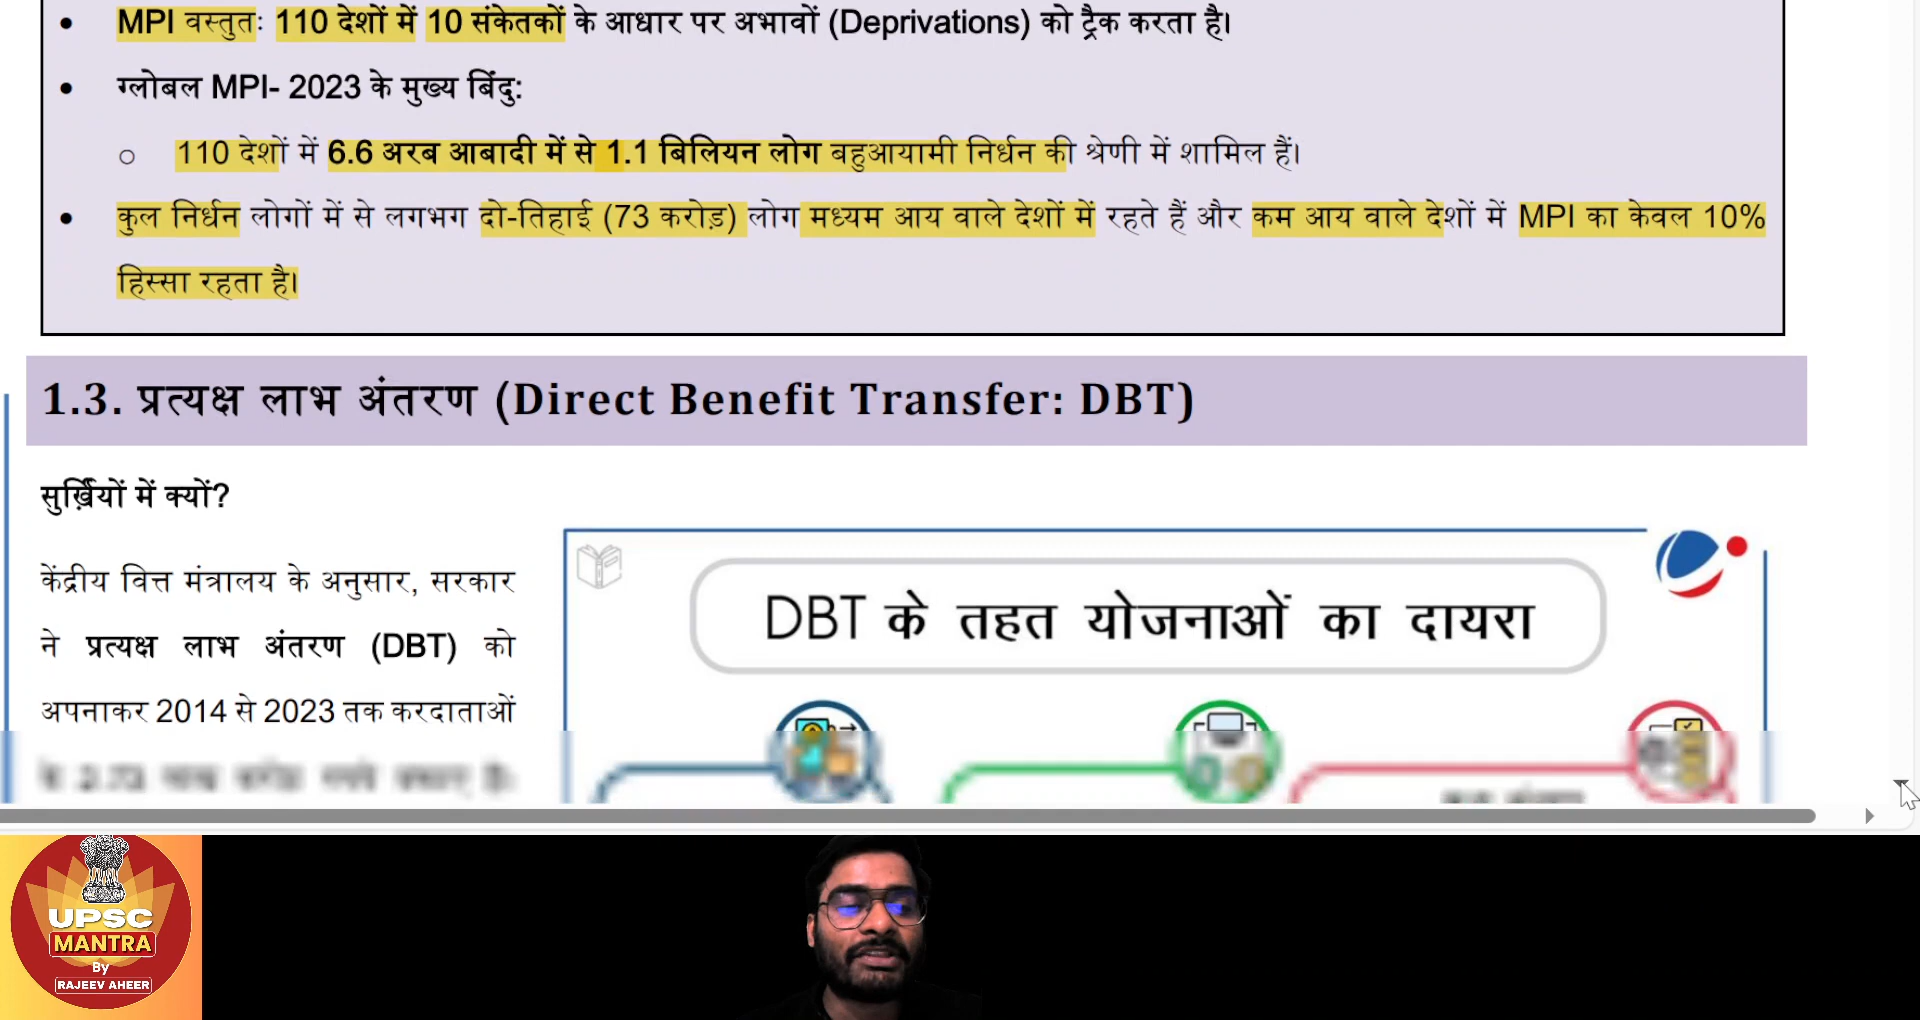 • MPI वस्तुतः 110 देशों में 10 संकेतकों के आधार पर अभावों (Deprivations) को ट्रैक करता है।
• ग्लोबल MPI- 2023 के मुख्य बिंदु:
○ 110 देशों में 6.6 अरब आबादी में से 1.1 बिलियन लोग बहुआयामी निर्धन की श्रेणी में शामिल हैं।
• कुल निर्धन लोगों में से लगभग दो-तिहाई (73 करोड़) लोग मध्यम आय वाले देशों में रहते हैं और कम आय वाले देशों में MPI का केवल 10%
हिस्सा रहता है।
1.3. प्रत्यक्ष लाभ अंतरण (Direct Benefit Transfer: DBT)
सुर्ख़ियों में क्यों?
केंद्रीय वित्त मंत्रालय के अनुसार, सरकार
ने प्रत्यक्ष लाभ अंतरण (DBT) को
अपनाकर 2014 से 2023 तक करदाताओं
DBT के तहत योजनाओं का दायरा
UPSC
MANTRA
By
RAJEEV AHEER